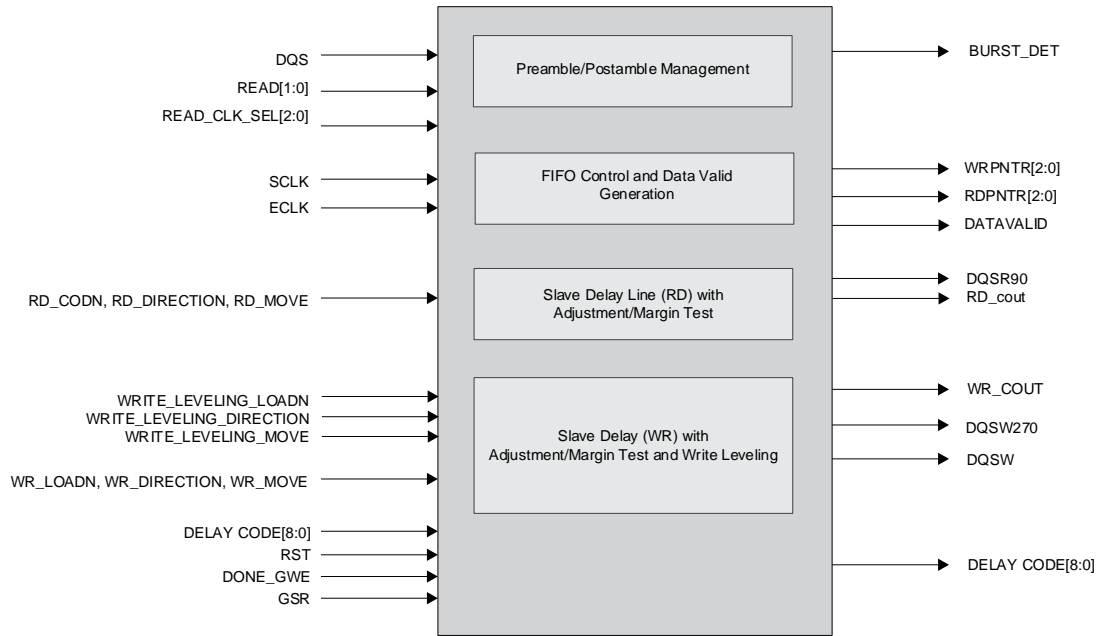 DQS
READ[1:0]
READ_CLK_SEL[2:0]
SCLK
ECLK
RD_CODN, RD_DIRECTION, RD_MOVE
WRITE_LEVELING_LOADN
WRITE_LEVELING_DIRECTION
WRITE_LEVELING_MOVE
WR_LOADN, WR_DIRECTION, WR_MOVE
DELAY CODE[8:0]
RST
DONE_GWE
GSR
Preamble/Postamble Management
FIFO Control and Data Valid
Generation
Slave Delay Line (RD) with
Adjustment/Margin Test
Slave Delay (WR) with
Adjustment/Margin Test and Write Leveling
BURST_DET
WRPNTR[2:0]
RDPNTR[2:0]
DATAVALID
DQSR90
RD_cout
WR_COUT
DQSW270
DQSW
DELAY CODE[8:0]